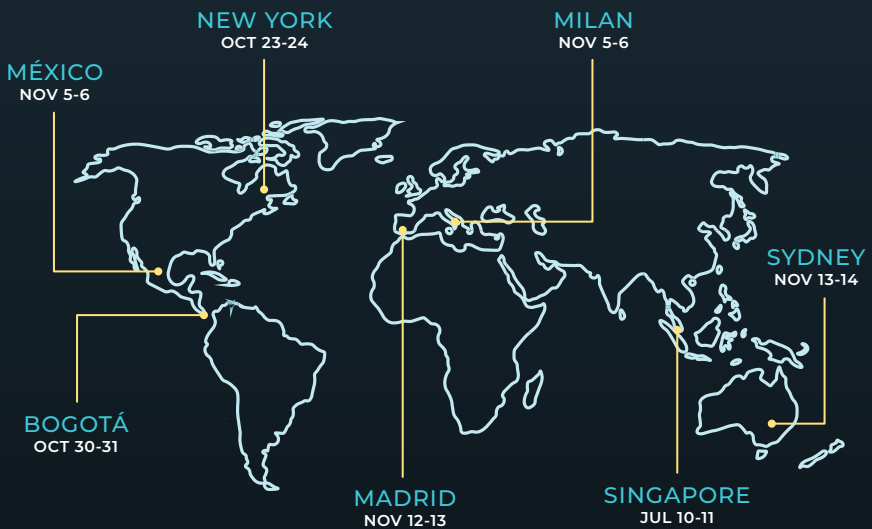 NEW YORK
OCT 23-24
MILAN
NOV 5-6
MÉXICO
NOV 5-6
SYDNEY
NOV 13-14
BOGOTÁ
OCT 30-31
MADRID
NOV 12-13
SINGAPORE
JUL 10-11